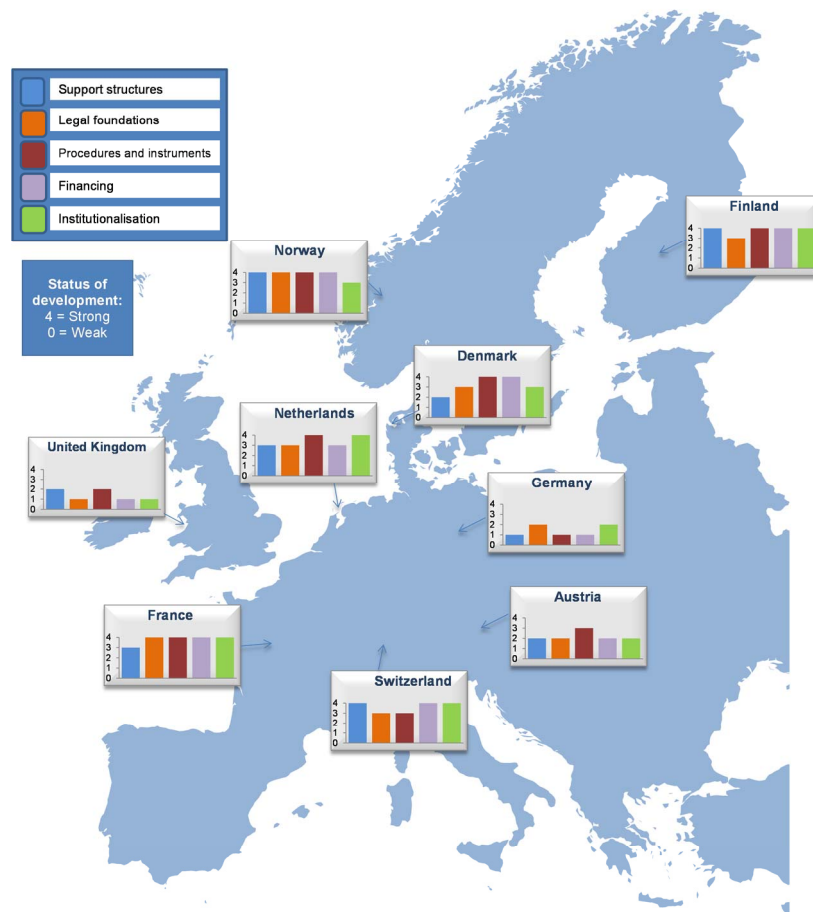 Support structures
Legal foundations
Procedures and instruments
Financing
Institutionalisation
Status of
development:
4 = Strong
0 = Weak
Finland
4
3
2
1
0
Norway
4
3
2
1
0
Denmark
4
3
2
1
0
Netherlands
4
3
2
1
0
United Kingdom
4
3
2
1
0
Germany
4
3
2
1
0
Austria
4
3
2
1
0
France
4
3
2
1
0
Switzerland
4
3
2
1
0